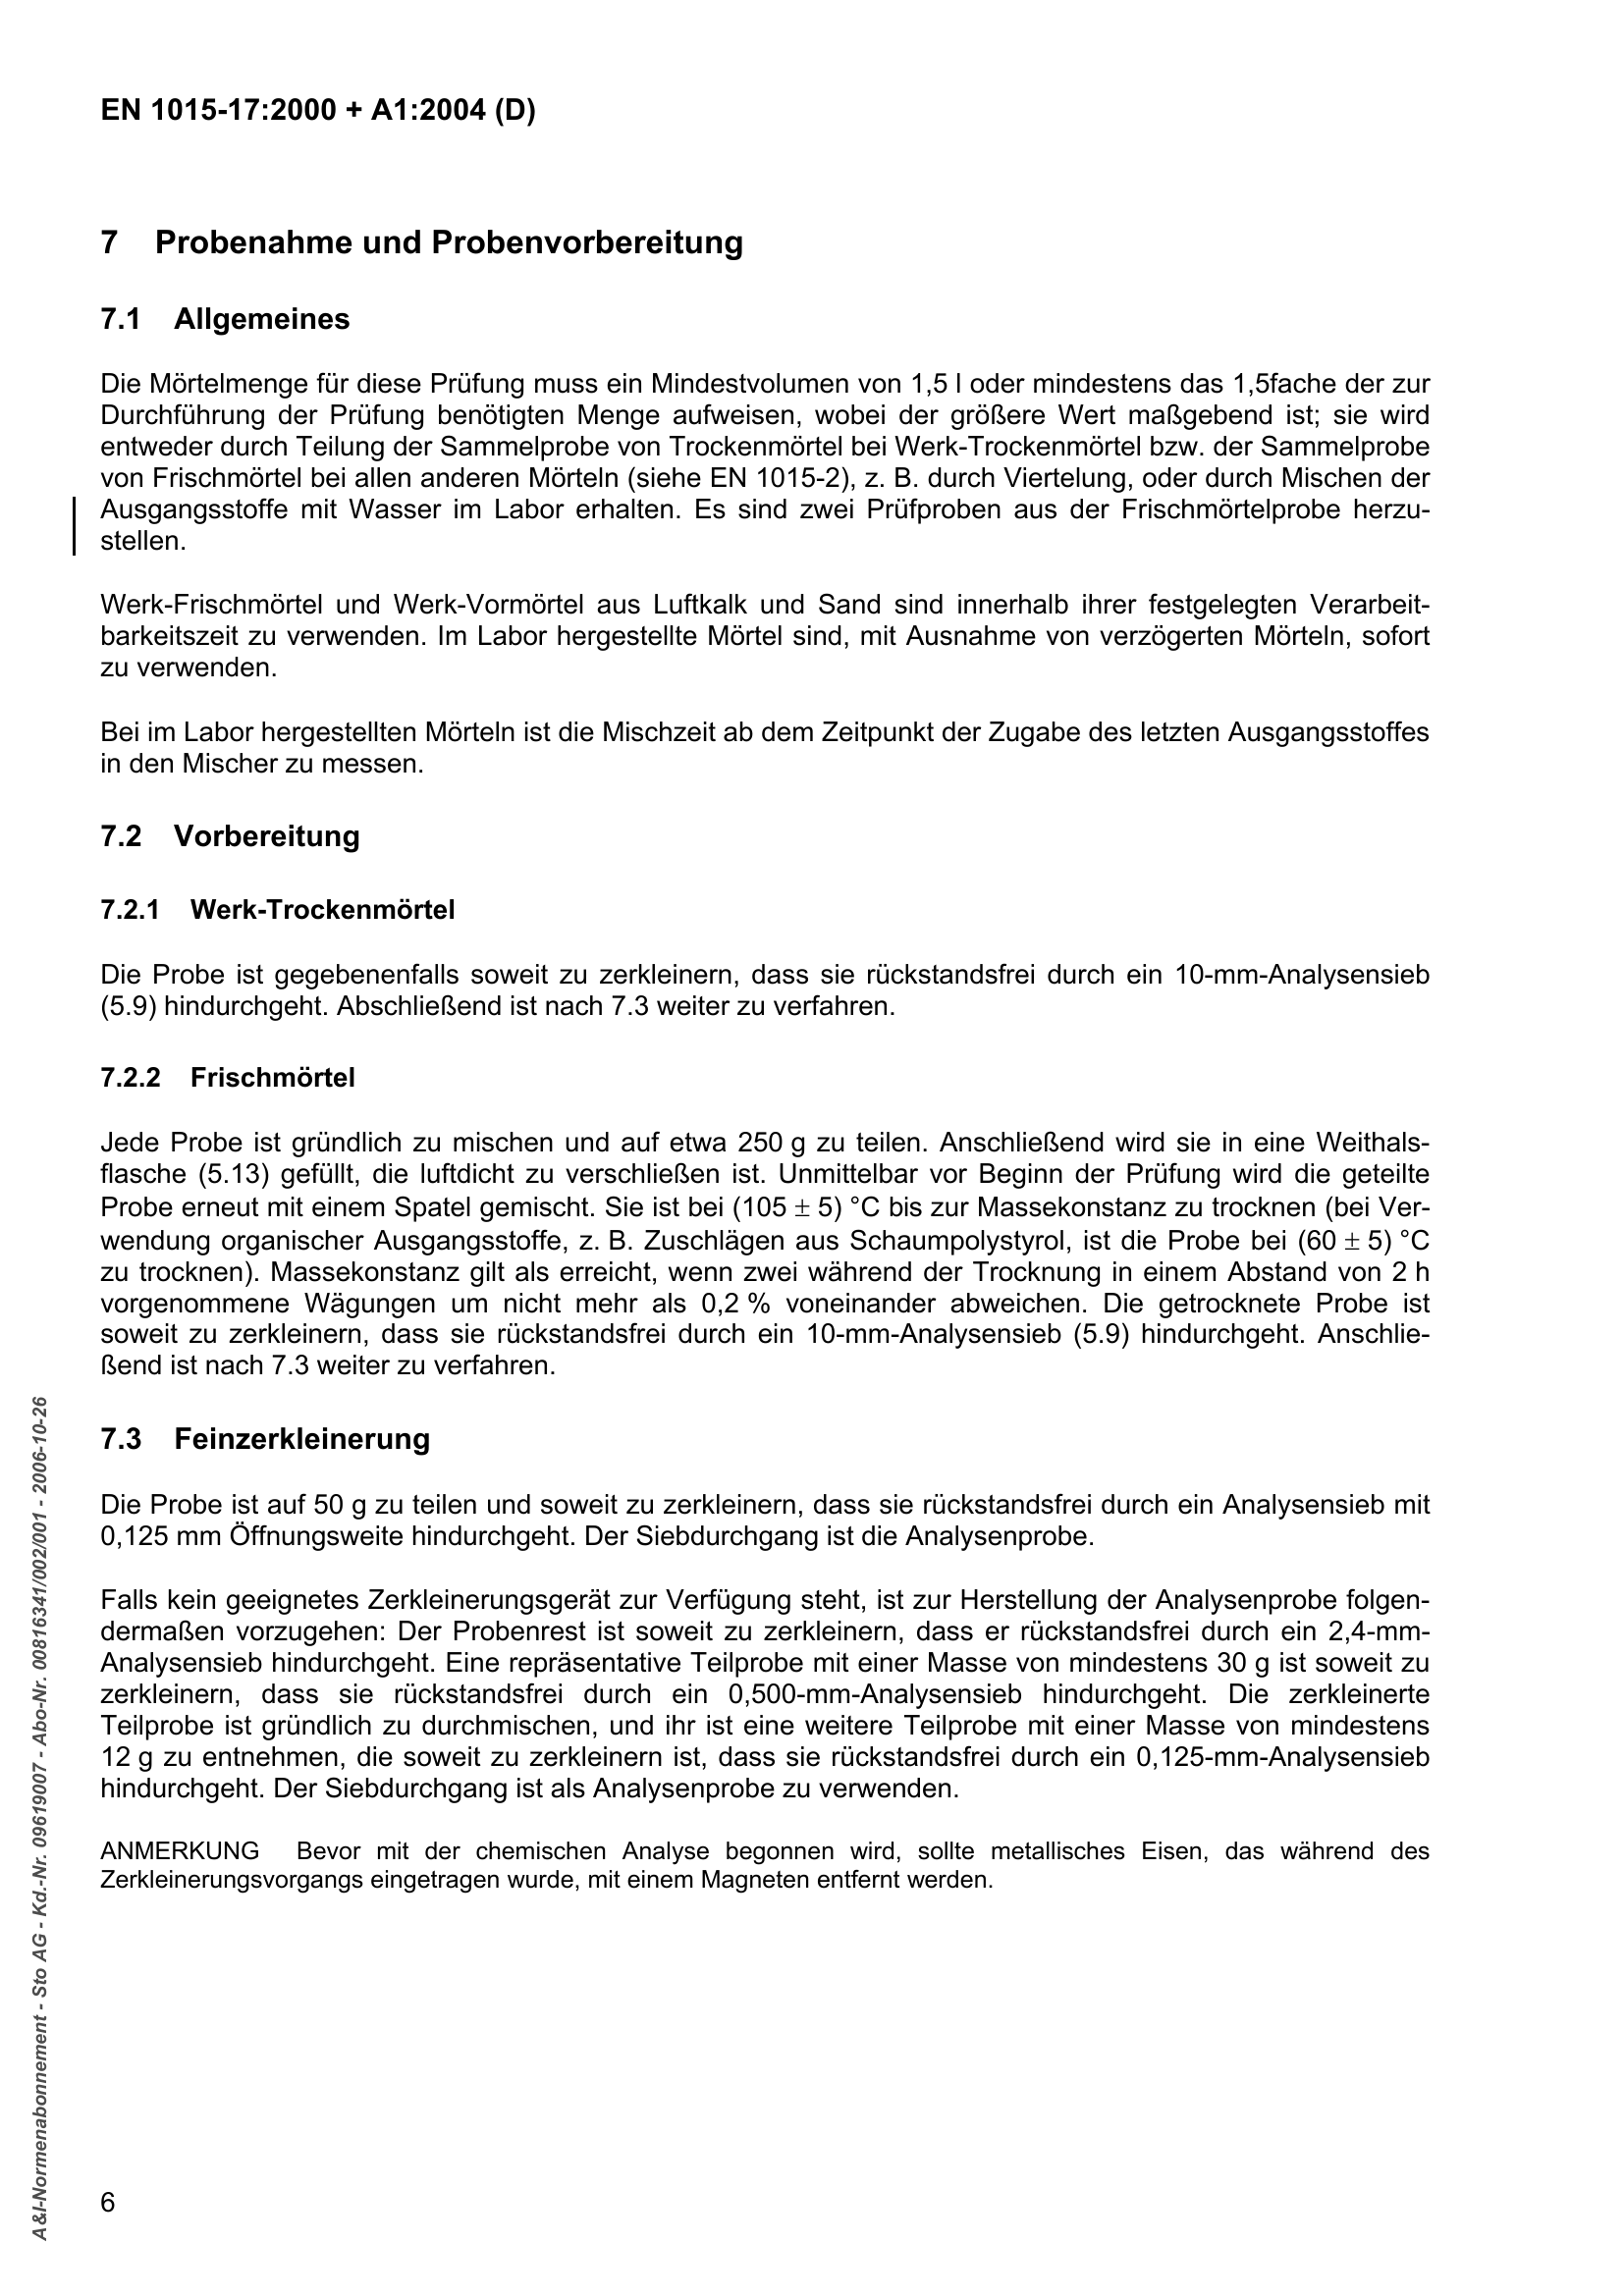 EN 1015-17:2000 + A1:2004 (D)
7 Probenahme und Probenvorbereitung
7.1 Allgemeines
Die Mörtelmenge für diese Prüfung muss ein Mindestvolumen von 1,5 l oder mindestens das 1,5fache der zur
Durchführung der Prüfung benötigten Menge aufweisen, wobei der größere Wert maßgebend ist; sie wird
entweder durch Teilung der Sammelprobe von Trockenmörtel bei Werk-Trockenmörtel bzw. der Sammelprobe
von Frischmörtel bei allen anderen Mörteln (siehe EN 1015-2), z. B. durch Viertelung, oder durch Mischen der
Ausgangsstoffe mit Wasser im Labor erhalten. Es sind zwei Prüfproben aus der Frischmörtelprobe herzu-
stellen.
Werk-Frischmörtel und Werk-Vormörtel aus Luftkalk und Sand sind innerhalb ihrer festgelegten Verarbeit-
barkeitszeit zu verwenden. Im Labor hergestellte Mörtel sind, mit Ausnahme von verzögerten Mörteln, sofort
zu verwenden.
Bei im Labor hergestellten Mörteln ist die Mischzeit ab dem Zeitpunkt der Zugabe des letzten Ausgangsstoffes
in den Mischer zu messen.
7.2 Vorbereitung
7.2.1 Werk-Trockenmörtel
Die Probe ist gegebenenfalls soweit zu zerkleinern, dass sie rückstandsfrei durch ein 10-mm-Analysensieb
(5.9) hindurchgeht. Abschließend ist nach 7.3 weiter zu verfahren.
7.2.2 Frischmörtel
Jede Probe ist gründlich zu mischen und auf etwa 250 g zu teilen. Anschließend wird sie in eine Weithals-
flasche (5.13) gefüllt, die luftdicht zu verschließen ist. Unmittelbar vor Beginn der Prüfung wird die geteilte
Probe erneut mit einem Spatel gemischt. Sie ist bei (105 ± 5) °C bis zur Massekonstanz zu trocknen (bei Ver-
wendung organischer Ausgangsstoffe, z. B. Zuschlägen aus Schaumpolystyrol, ist die Probe bei (60 ± 5) °C
zu trocknen). Massekonstanz gilt als erreicht, wenn zwei während der Trocknung in einem Abstand von 2 h
vorgenommene Wägungen um nicht mehr als 0,2 % voneinander abweichen. Die getrocknete Probe ist
soweit zu zerkleinern, dass sie rückstandsfrei durch ein 10-mm-Analysensieb (5.9) hindurchgeht. Anschlie-
ßend ist nach 7.3 weiter zu verfahren.
7.3 Feinzerkleinerung
Die Probe ist auf 50 g zu teilen und soweit zu zerkleinern, dass sie rückstandsfrei durch ein Analysensieb mit
0,125 mm Öffnungsweite hindurchgeht. Der Siebdurchgang ist die Analysenprobe.
Falls kein geeignetes Zerkleinerungsgerät zur Verfügung steht, ist zur Herstellung der Analysenprobe folgen-
dermaßen vorzugehen: Der Probenrest ist soweit zu zerkleinern, dass er rückstandsfrei durch ein 2,4-mm-
Analysensieb hindurchgeht. Eine repräsentative Teilprobe mit einer Masse von mindestens 30 g ist soweit zu
zerkleinern, dass sie rückstandsfrei durch ein 0,500-mm-Analysensieb hindurchgeht. Die zerkleinerte
Teilprobe ist gründlich zu durchmischen, und ihr ist eine weitere Teilprobe mit einer Masse von mindestens
12 g zu entnehmen, die soweit zu zerkleinern ist, dass sie rückstandsfrei durch ein 0,125-mm-Analysensieb
hindurchgeht. Der Siebdurchgang ist als Analysenprobe zu verwenden.
ANMERKUNG Bevor mit der chemischen Analyse begonnen wird, sollte metallisches Eisen, das während des
Zerkleinerungsvorgangs eingetragen wurde, mit einem Magneten entfernt werden.
A&I-Normenabonnement - Sto AG - Kd.-Nr. 0961907 - Abo-Nr. 00816341/002/001 - 2006-10-26
6